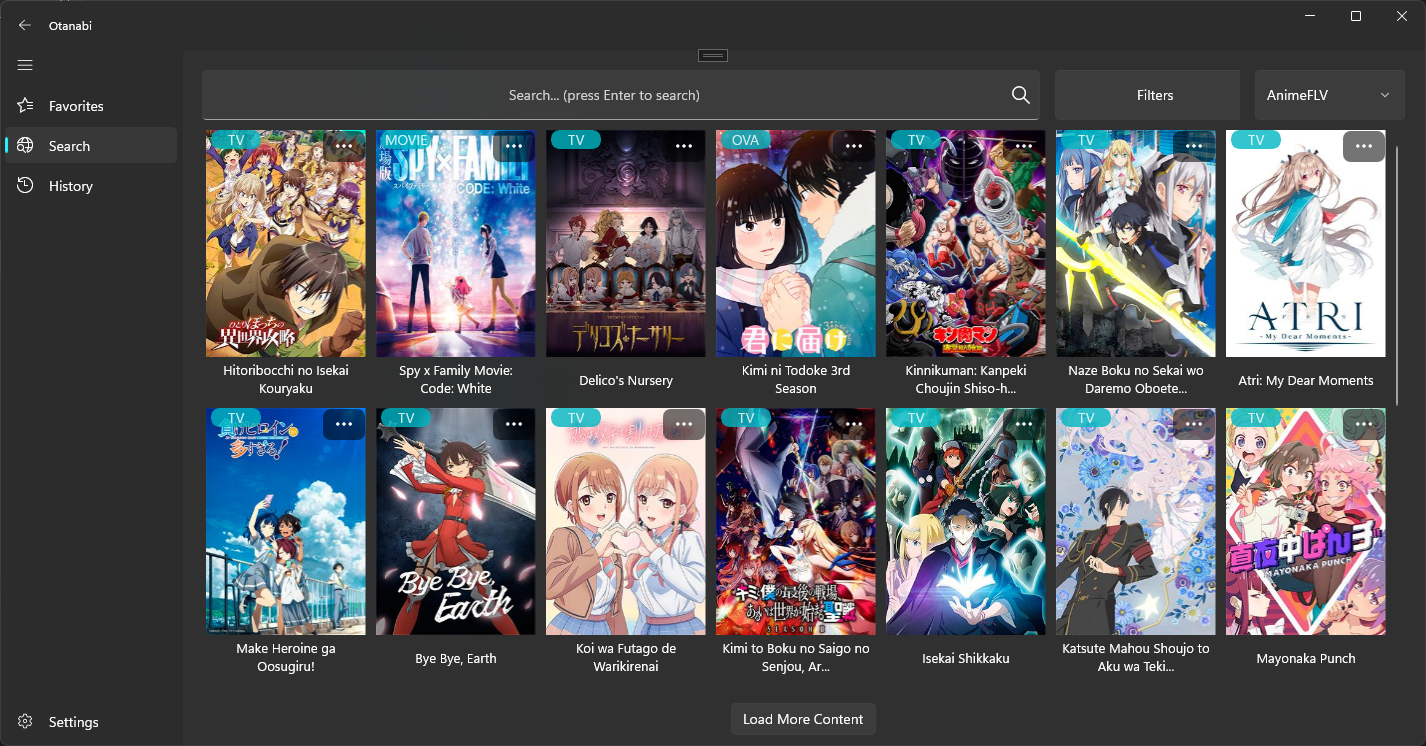 Otanabi
Favorites
Search
History
Settings
Search... (press Enter to search)
Filters
AnimeFLV
TV
MOVIE
TV
OVA
TV
TV
TV
劇場版
SPY×FAMILY
スパイファミリー
CODE: White
ひとりぼっちの
異世界攻略
デリコズ・ナーサリー
君に届け
キン肉マン
ATRI
-My Dear Moments-
Hitoribocchi no Isekai
Kouryaku
Spy x Family Movie:
Code: White
Delico's Nursery
Kimi ni Todoke 3rd
Season
Kinnikuman: Kanpeki
Choujin Shiso-h...
Naze Boku no Sekai wo
Daremo Oboete...
Atri: My Dear Moments
TV
TV
TV
TV
TV
TV
TV
負けヒロインが
多すぎる!
Bye Bye,
Earth
キミと僕の最後の戦場、
あるいは世界が始まる聖戦
SEASON II
真夜中ぱんチ
MAYONAKA PUNCH
Make Heroine ga
Oosugiru!
Bye Bye, Earth
Koi wa Futago de
Warikirenai
Kimi to Boku no Saigo no
Senjou, Ar...
Isekai Shikkaku
Katsute Mahou Shoujo to
Aku wa Teki...
Mayonaka Punch
Load More Content